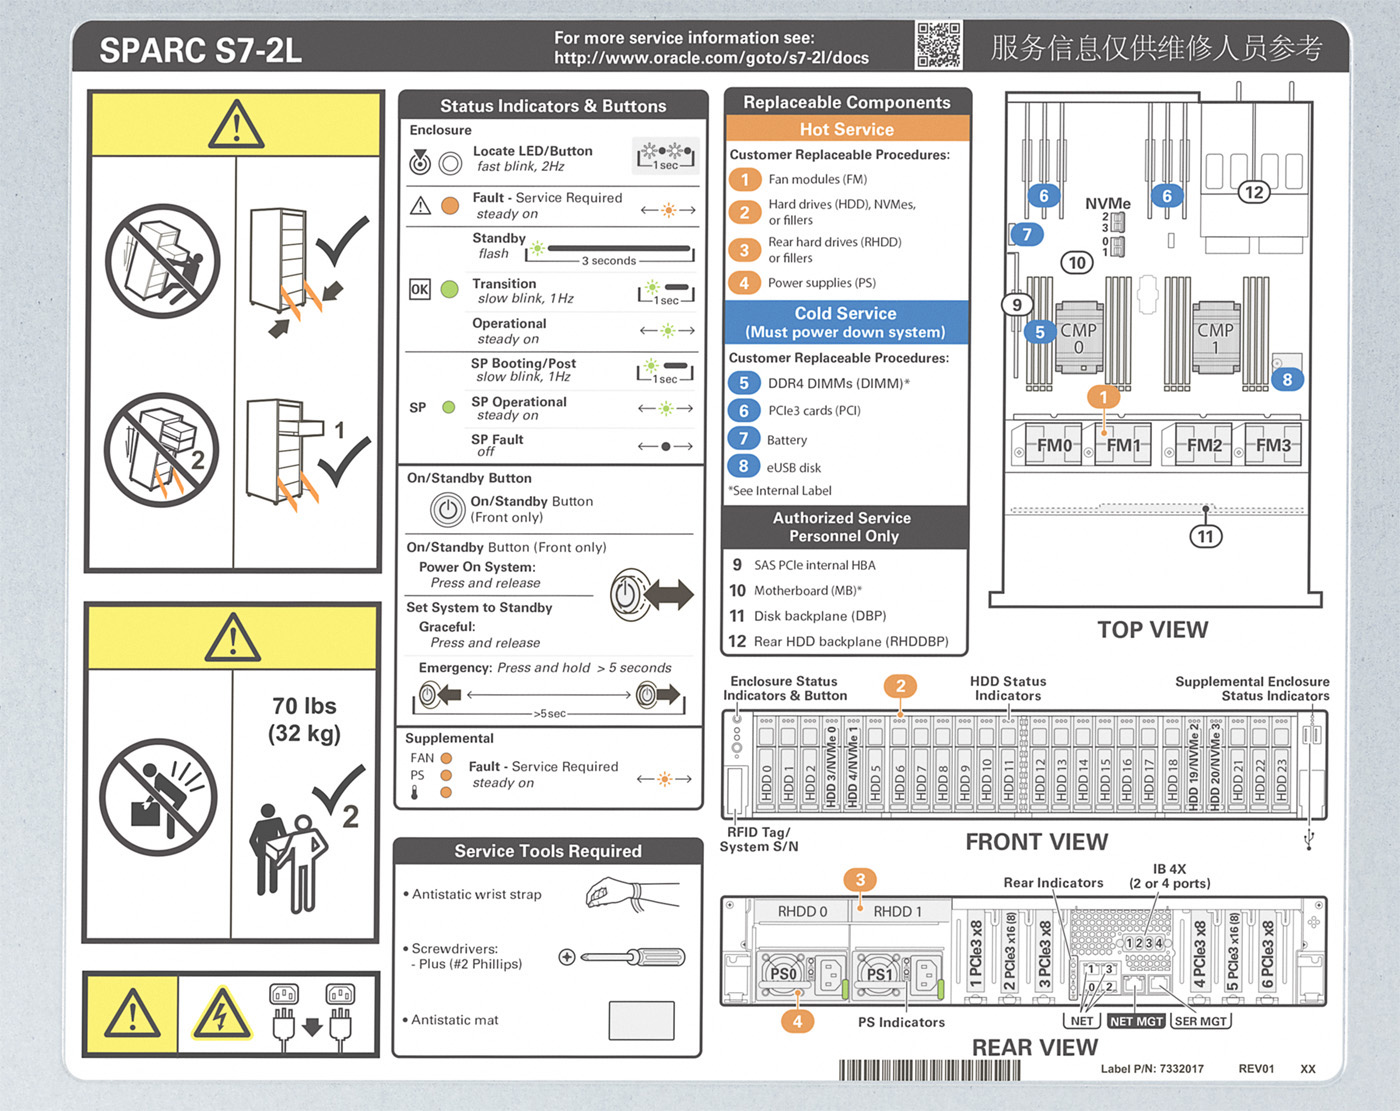 SPARC S7-2L
For more service information see:
http://www.oracle.com/goto/s7-2l/docs
服务信息仅供维修人员参考
2
1
70 lbs
(32 kg)
2
Status Indicators & Buttons
Enclosure
Locate LED/Button
fast blink, 2Hz
1 sec
Fault - Service Required
steady on
Standby
flash
3 seconds
OK
Transition
slow blink, 1Hz
1 sec
Operational
steady on
SP Booting/Post
slow blink, 1Hz
1 sec
SP
SP Operational
steady on
SP Fault
off
On/Standby Button
On/Standby Button
(Front only)
On/Standby Button (Front only)
Power On System:
Press and release
Set System to Standby
Graceful:
Press and release
Emergency: Press and hold > 5 seconds
>5sec
Supplemental
FAN
PS
Fault - Service Required
steady on
Service Tools Required
• Antistatic wrist strap
• Screwdrivers:
- Plus (#2 Phillips)
• Antistatic mat
Replaceable Components
Hot Service
Customer Replaceable Procedures:
1 Fan modules (FM)
2 Hard drives (HDD), NVMes,
or fillers
3 Rear hard drives (RHDD)
or fillers
4 Power supplies (PS)
Cold Service
(Must power down system)
Customer Replaceable Procedures:
5 DDR4 DIMMs (DIMM)*
6 PCIe3 cards (PCI)
7 Battery
8 eUSB disk
*See Internal Label
Authorized Service
Personnel Only
9 SAS PCIe internal HBA
10 Motherboard (MB)*
11 Disk backplane (DBP)
12 Rear HDD backplane (RHDDBP)
6
6
12
NVMe
2
3
0
1
7
10
9
5
CMP
0
CMP
1
8
1
FM0
FM1
FM2
FM3
11
TOP VIEW
Enclosure Status
Indicators & Button
2
HDD Status
Indicators
Supplemental Enclosure
Status Indicators
HDD 0
HDD 1
HDD 2
HDD 3/NVMe 0
HDD 4/NVMe 1
HDD 5
HDD 6
HDD 7
HDD 8
HDD 9
HDD 10
HDD 11
HDD 12
HDD 13
HDD 14
HDD 15
HDD 16
HDD 17
HDD 18
HDD 19/NVMe 2
HDD 20/NVMe 3
HDD 21
HDD 22
HDD 23
RFID Tag/
System S/N
FRONT VIEW
3
Rear Indicators
IB 4X
(2 or 4 ports)
RHDD 0
RHDD 1
PS0
PS1
1 PCIe3 x8
2 PCIe3 x16(8)
3 PCIe3 x8
1 2 3 4
1 3
0 2
4 PCIe3 x8
5 PCIe3 x16(8)
6 PCIe3 x8
4
PS Indicators
NET
NET MGT
SER MGT
REAR VIEW
Label P/N: 7332017
REV01
XX